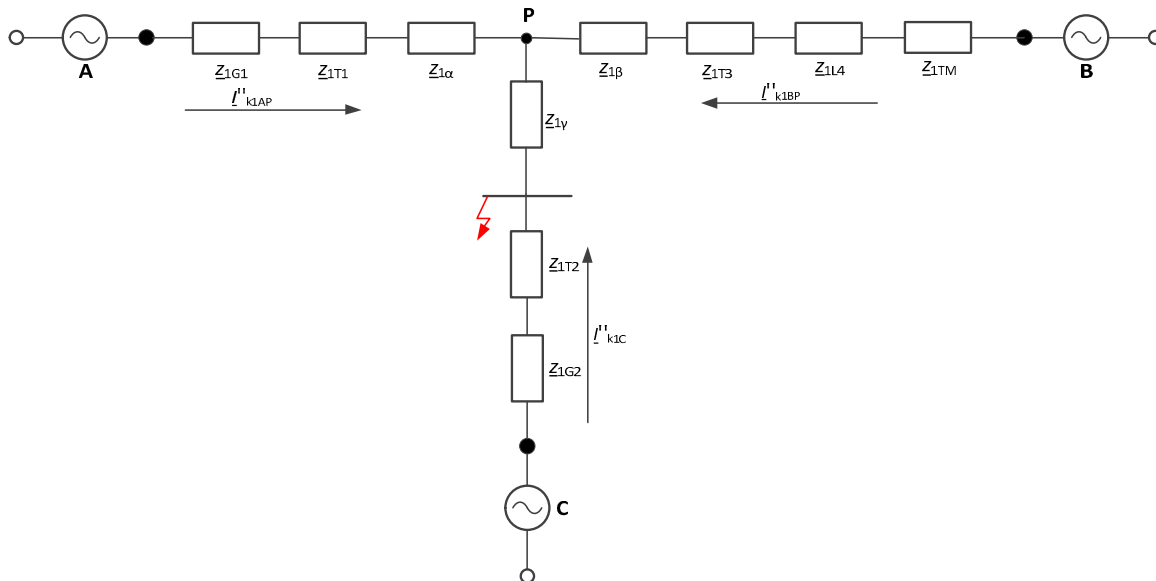 P
A
B
z1G1
z1T1
z1α
z1β
z1T3
z1L4
z1TM
I''k1AP
I''k1BP
z1γ
z1T2
I''k1C
z1G2
C